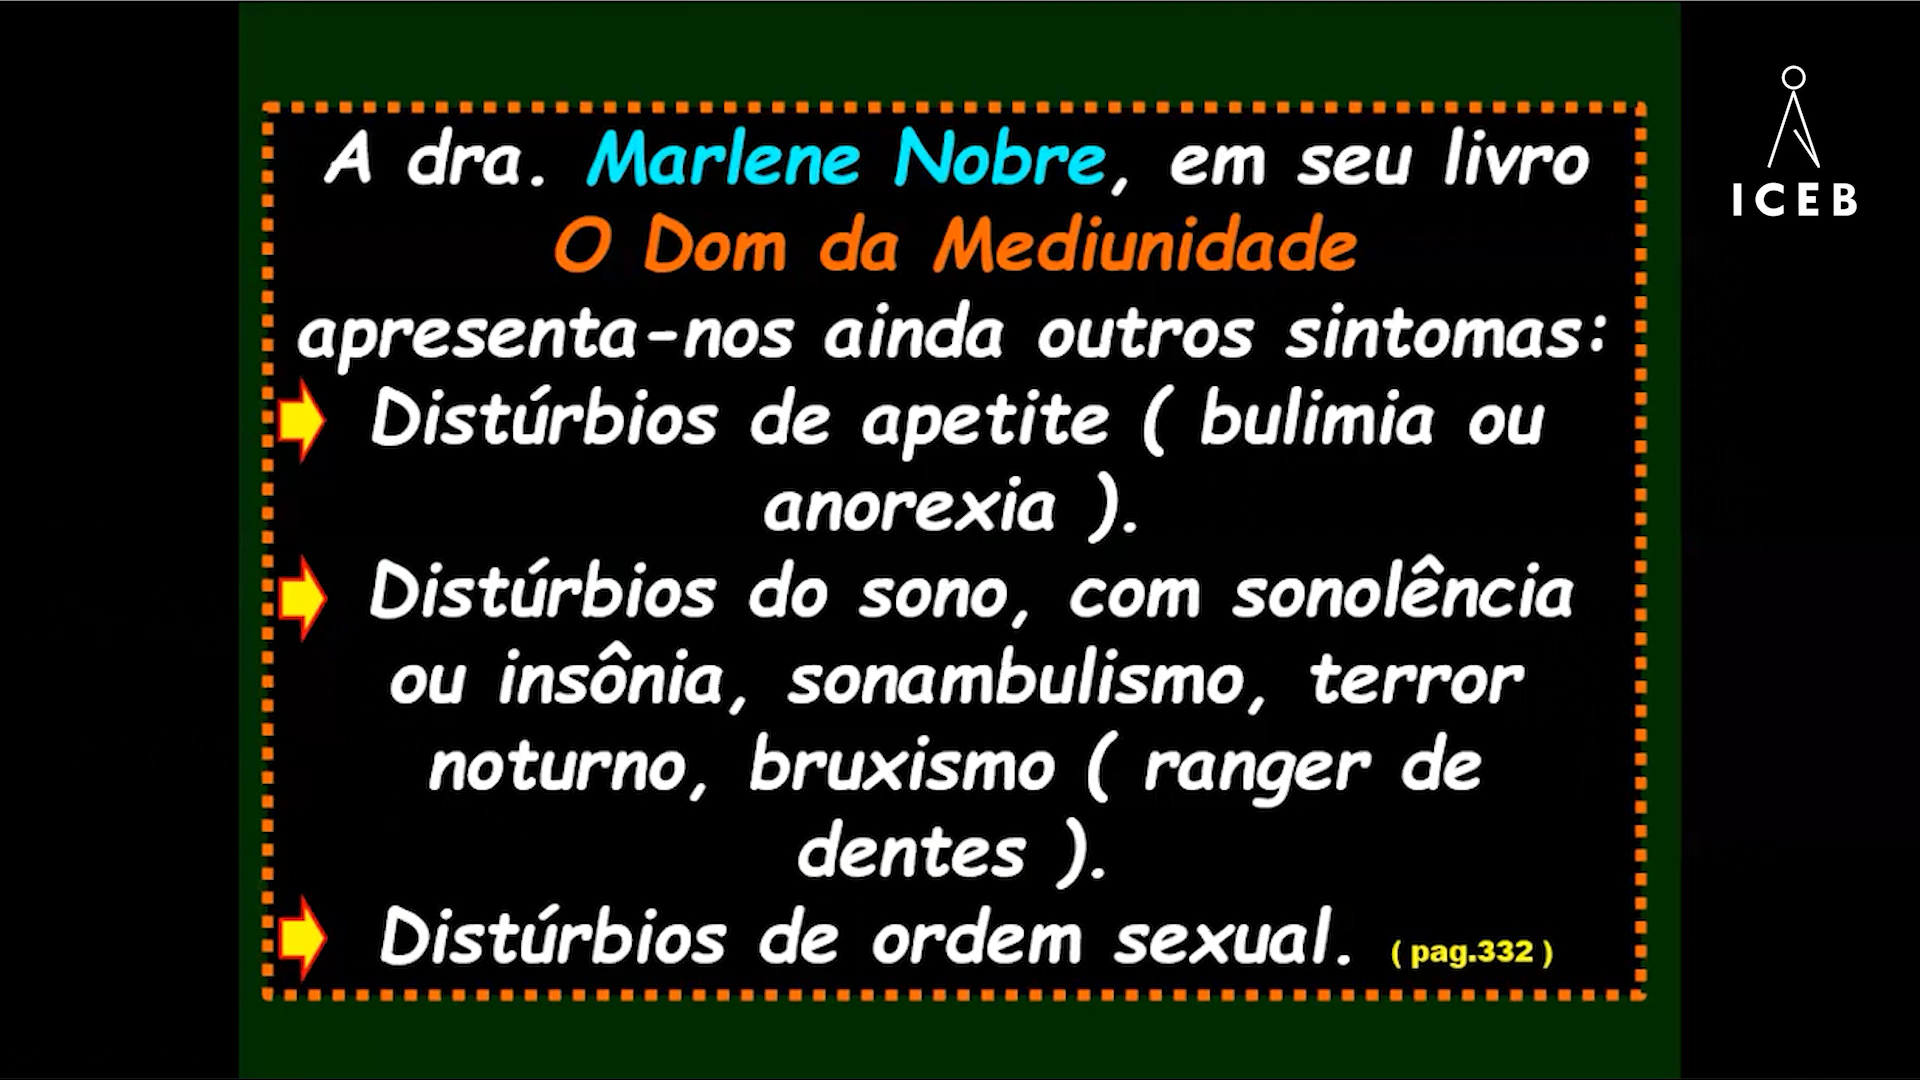 A dra. Marlene Nobre, em seu livro
O Dom da Mediunidade
apresenta-nos ainda outros sintomas:
Distúrbios de apetite ( bulimia ou
anorexia ).
Distúrbios do sono, com sonolência
ou insônia, sonambulismo, terror
noturno, bruxismo ( ranger de
dentes ).
Distúrbios de ordem sexual. ( pag.332 )
ICEB